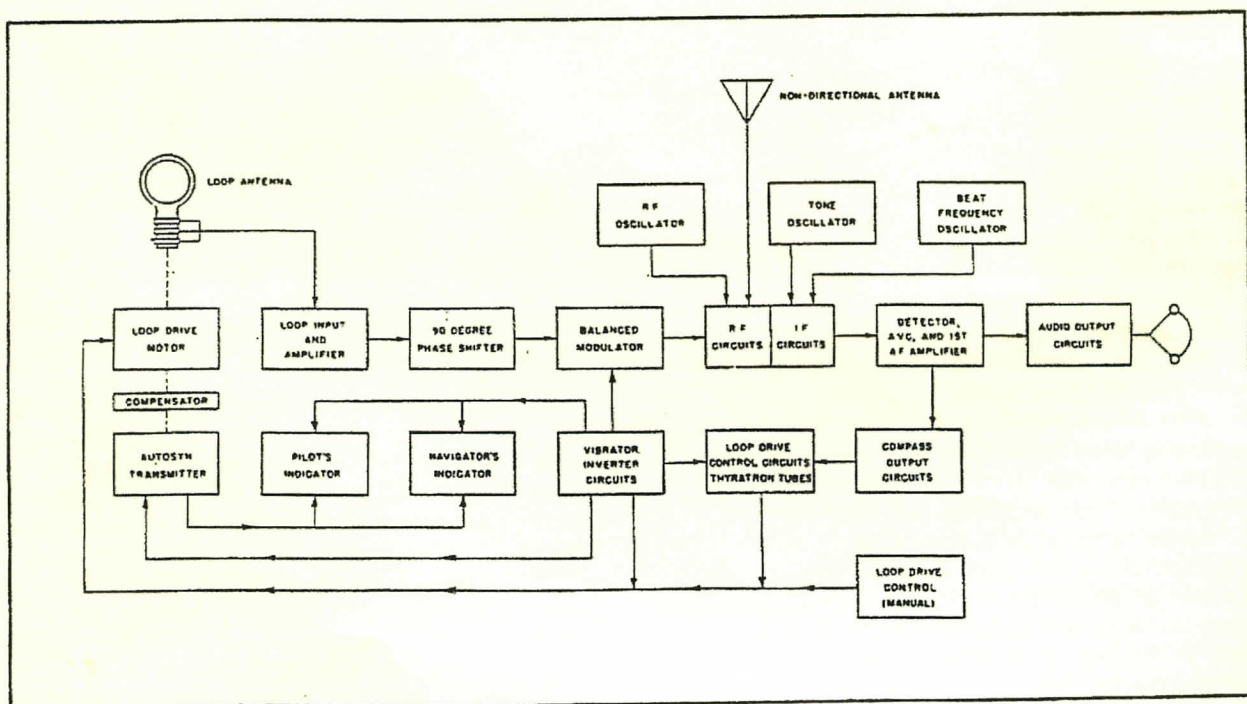 NON-DIRECTIONAL ANTENNA
LOOP ANTENNA
R F
OSCILLATOR
TONE
OSCILLATOR
BEAT
FREQUENCY
OSCILLATOR
LOOP DRIVE
MOTOR
LOOP INPUT
AND
AMPLIFIER
90 DEGREE
PHASE SHIFTER
BALANCED
MODULATOR
R F
CIRCUITS
I F
CIRCUITS
DETECTOR,
AVC, AND 1ST
AF AMPLIFIER
AUDIO OUTPUT
CIRCUITS
COMPENSATOR
AUTOSYN
TRANSMITTER
PILOT'S
INDICATOR
NAVIGATOR'S
INDICATOR
VIBRATOR
INVERTER
CIRCUITS
LOOP DRIVE
CONTROL CIRCUITS
THYRATRON TUBES
COMPASS
OUTPUT
CIRCUITS
LOOP DRIVE
CONTROL
(MANUAL)